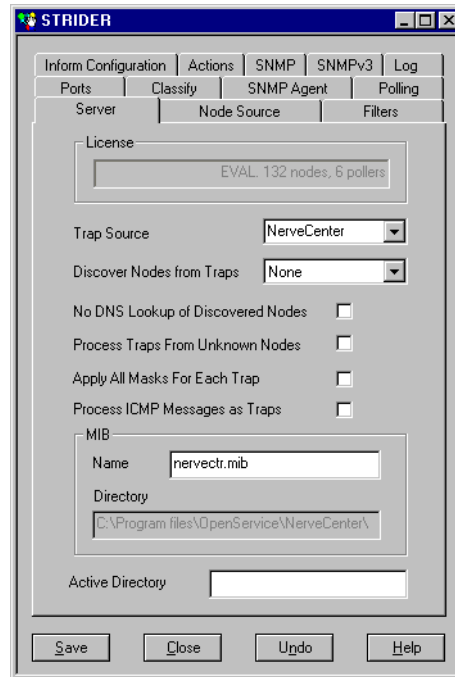 STRIDER
Inform Configuration Actions SNMP SNMPv3 Log
Ports Classify SNMP Agent Polling
Server Node Source Filters
License
EVAL. 132 nodes, 6 pollers
Trap Source NerveCenter
Discover Nodes from Traps None
No DNS Lookup of Discovered Nodes
Process Traps From Unknown Nodes
Apply All Masks For Each Trap
Process ICMP Messages as Traps
MIB
Name nervectr.mib
Directory
C:\Program files\OpenService\NerveCenter\
Active Directory
Save Close Undo Help